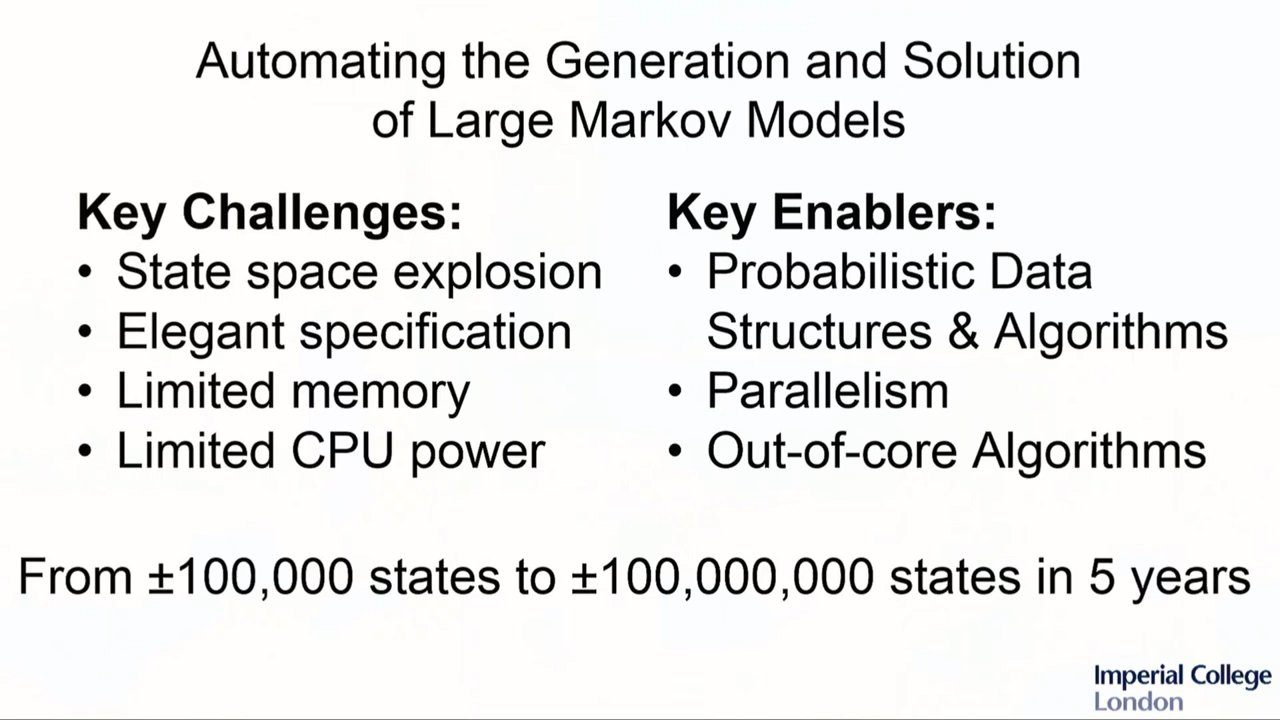 Automating the Generation and Solution
of Large Markov Models
Key Challenges:
• State space explosion
• Elegant specification
• Limited memory
• Limited CPU power
Key Enablers:
• Probabilistic Data
Structures & Algorithms
• Parallelism
• Out-of-core Algorithms
From ±100,000 states to ±100,000,000 states in 5 years
Imperial College
London